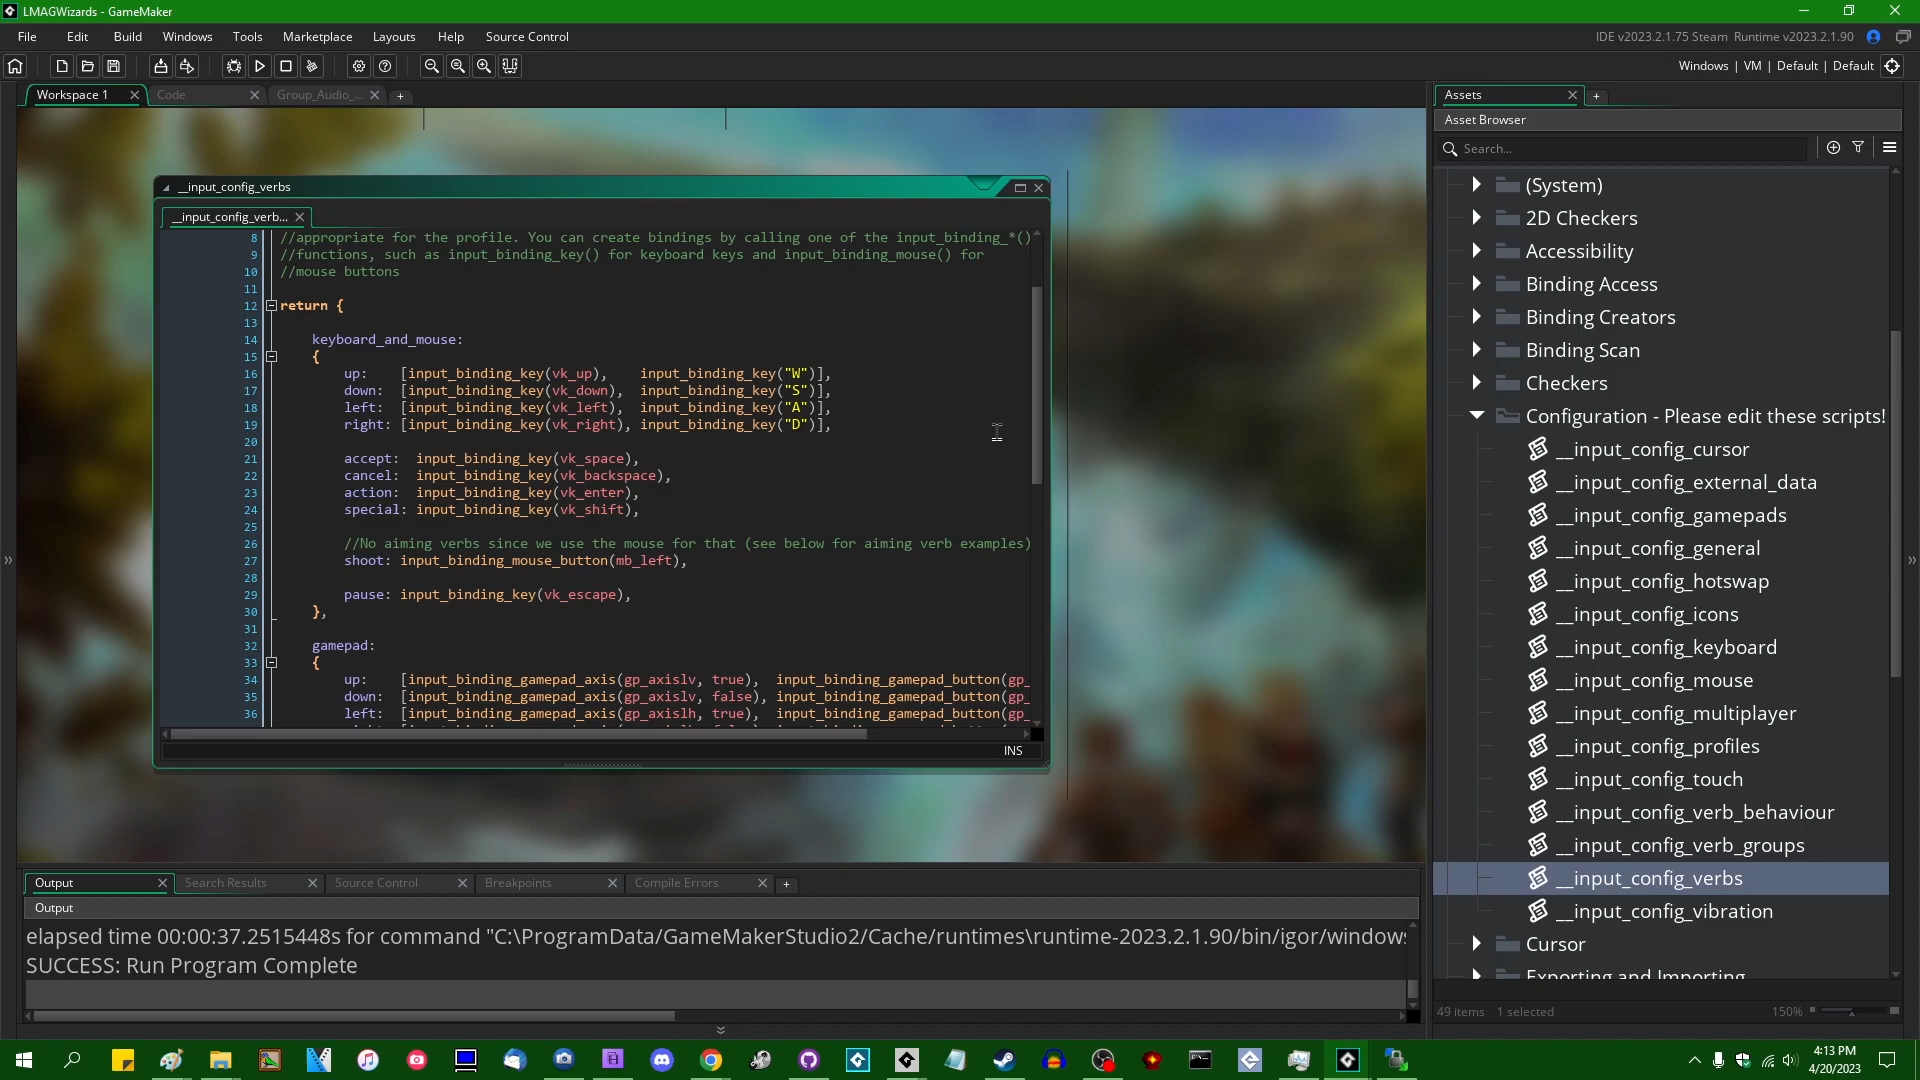 LMAGWizards - GameMaker
File Edit Build Windows Tools Marketplace Layouts Help Source Control
IDE v2023.2.1.75 Steam Runtime v2023.2.1.90
Windows | VM | Default | Default
Workspace 1
Code
Group_Audio_...
__input_config_verbs
__input_config_verb...
8 //appropriate for the profile. You can create bindings by calling one of the input_binding_*()
9 //functions, such as input_binding_key() for keyboard keys and input_binding_mouse() for
10 //mouse buttons
11
12 return {
13
14 keyboard_and_mouse:
15 {
16 up: [input_binding_key(vk_up), input_binding_key("W")],
17 down: [input_binding_key(vk_down), input_binding_key("S")],
18 left: [input_binding_key(vk_left), input_binding_key("A")],
19 right: [input_binding_key(vk_right), input_binding_key("D")],
20
21 accept: input_binding_key(vk_space),
22 cancel: input_binding_key(vk_backspace),
23 action: input_binding_key(vk_enter),
24 special: input_binding_key(vk_shift),
25
26 //No aiming verbs since we use the mouse for that (see below for aiming verb examples)
27 shoot: input_binding_mouse_button(mb_left),
28
29 pause: input_binding_key(vk_escape),
30 },
31
32 gamepad:
33 {
34 up: [input_binding_gamepad_axis(gp_axislv, true), input_binding_gamepad_button(gp_
35 down: [input_binding_gamepad_axis(gp_axislv, false), input_binding_gamepad_button(gp_
36 left: [input_binding_gamepad_axis(gp_axislh, true), input_binding_gamepad_button(gp_
INS
Output
Search Results
Source Control
Breakpoints
Compile Errors
Output
elapsed time 00:00:37.2515448s for command "C:\ProgramData/GameMakerStudio2/Cache/runtimes\runtime-2023.2.1.90/bin/igor/windows
SUCCESS: Run Program Complete
Assets
Asset Browser
Search...
(System)
2D Checkers
Accessibility
Binding Access
Binding Creators
Binding Scan
Checkers
Configuration - Please edit these scripts!
__input_config_cursor
__input_config_external_data
__input_config_gamepads
__input_config_general
__input_config_hotswap
__input_config_icons
__input_config_keyboard
__input_config_mouse
__input_config_multiplayer
__input_config_profiles
__input_config_touch
__input_config_verb_behaviour
__input_config_verb_groups
__input_config_verbs
__input_config_vibration
Cursor
Exporting and Importing
49 items 1 selected
150%
4:13 PM
4/20/2023